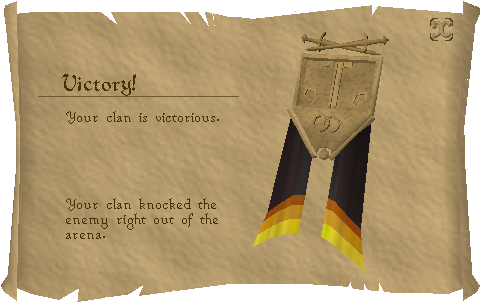 Victory!
Your clan is victorious.
Your clan knocked the
enemy right out of the
arena.